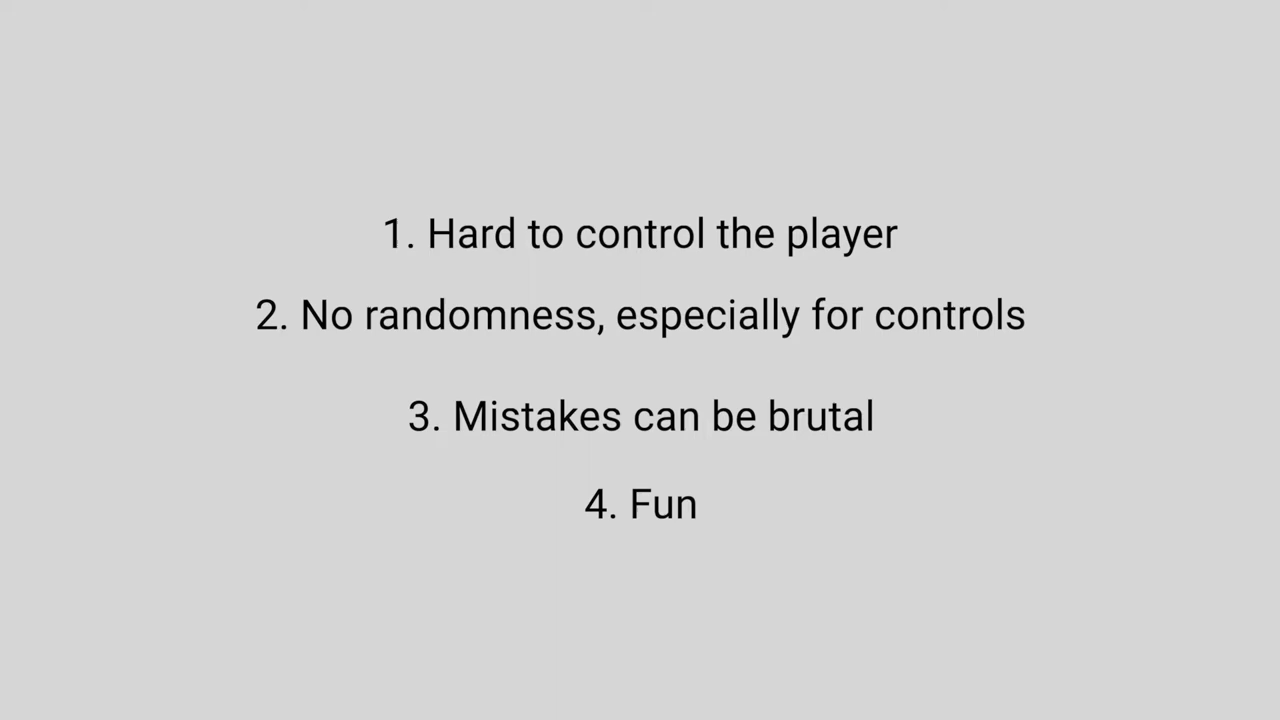 1. Hard to control the player
2. No randomness, especially for controls
3. Mistakes can be brutal
4. Fun